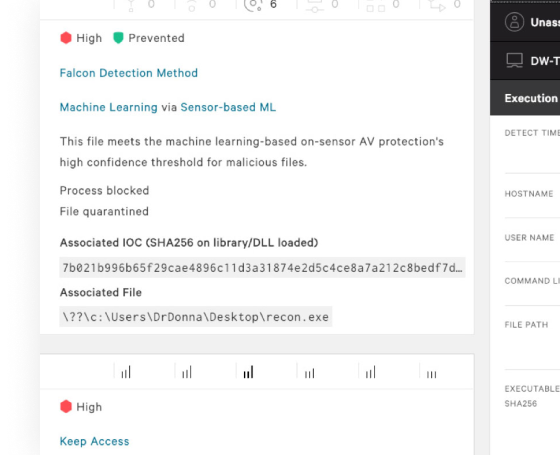 0 0 6 0 0 0
High Prevented
Falcon Detection Method
Machine Learning via Sensor-based ML
This file meets the machine learning-based on-sensor AV protection's
high confidence threshold for malicious files.
Process blocked
File quarantined
Associated IOC (SHA256 on library/DLL loaded)
7b021b996b65f29cae4896c11d3a31874e2d5c4ce8a7a212c8bedf7d…
Associated File
\??\c:\Users\DrDonna\Desktop\recon.exe
High
Keep Access
Unass
DW-T
Execution
DETECT TIME
HOSTNAME
USER NAME
COMMAND LI
FILE PATH
EXECUTABLE
SHA256